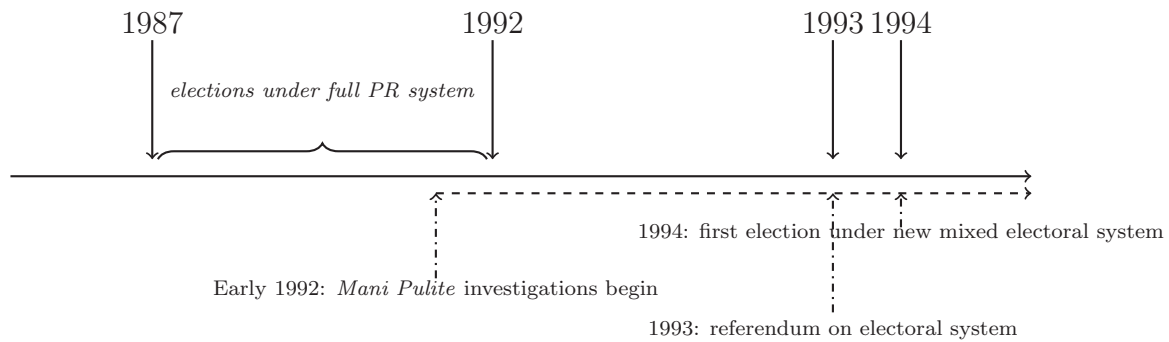 1987 1992 1993 1994
elections under full PR system
1994: first election under new mixed electoral system
Early 1992: Mani Pulite investigations begin
1993: referendum on electoral system